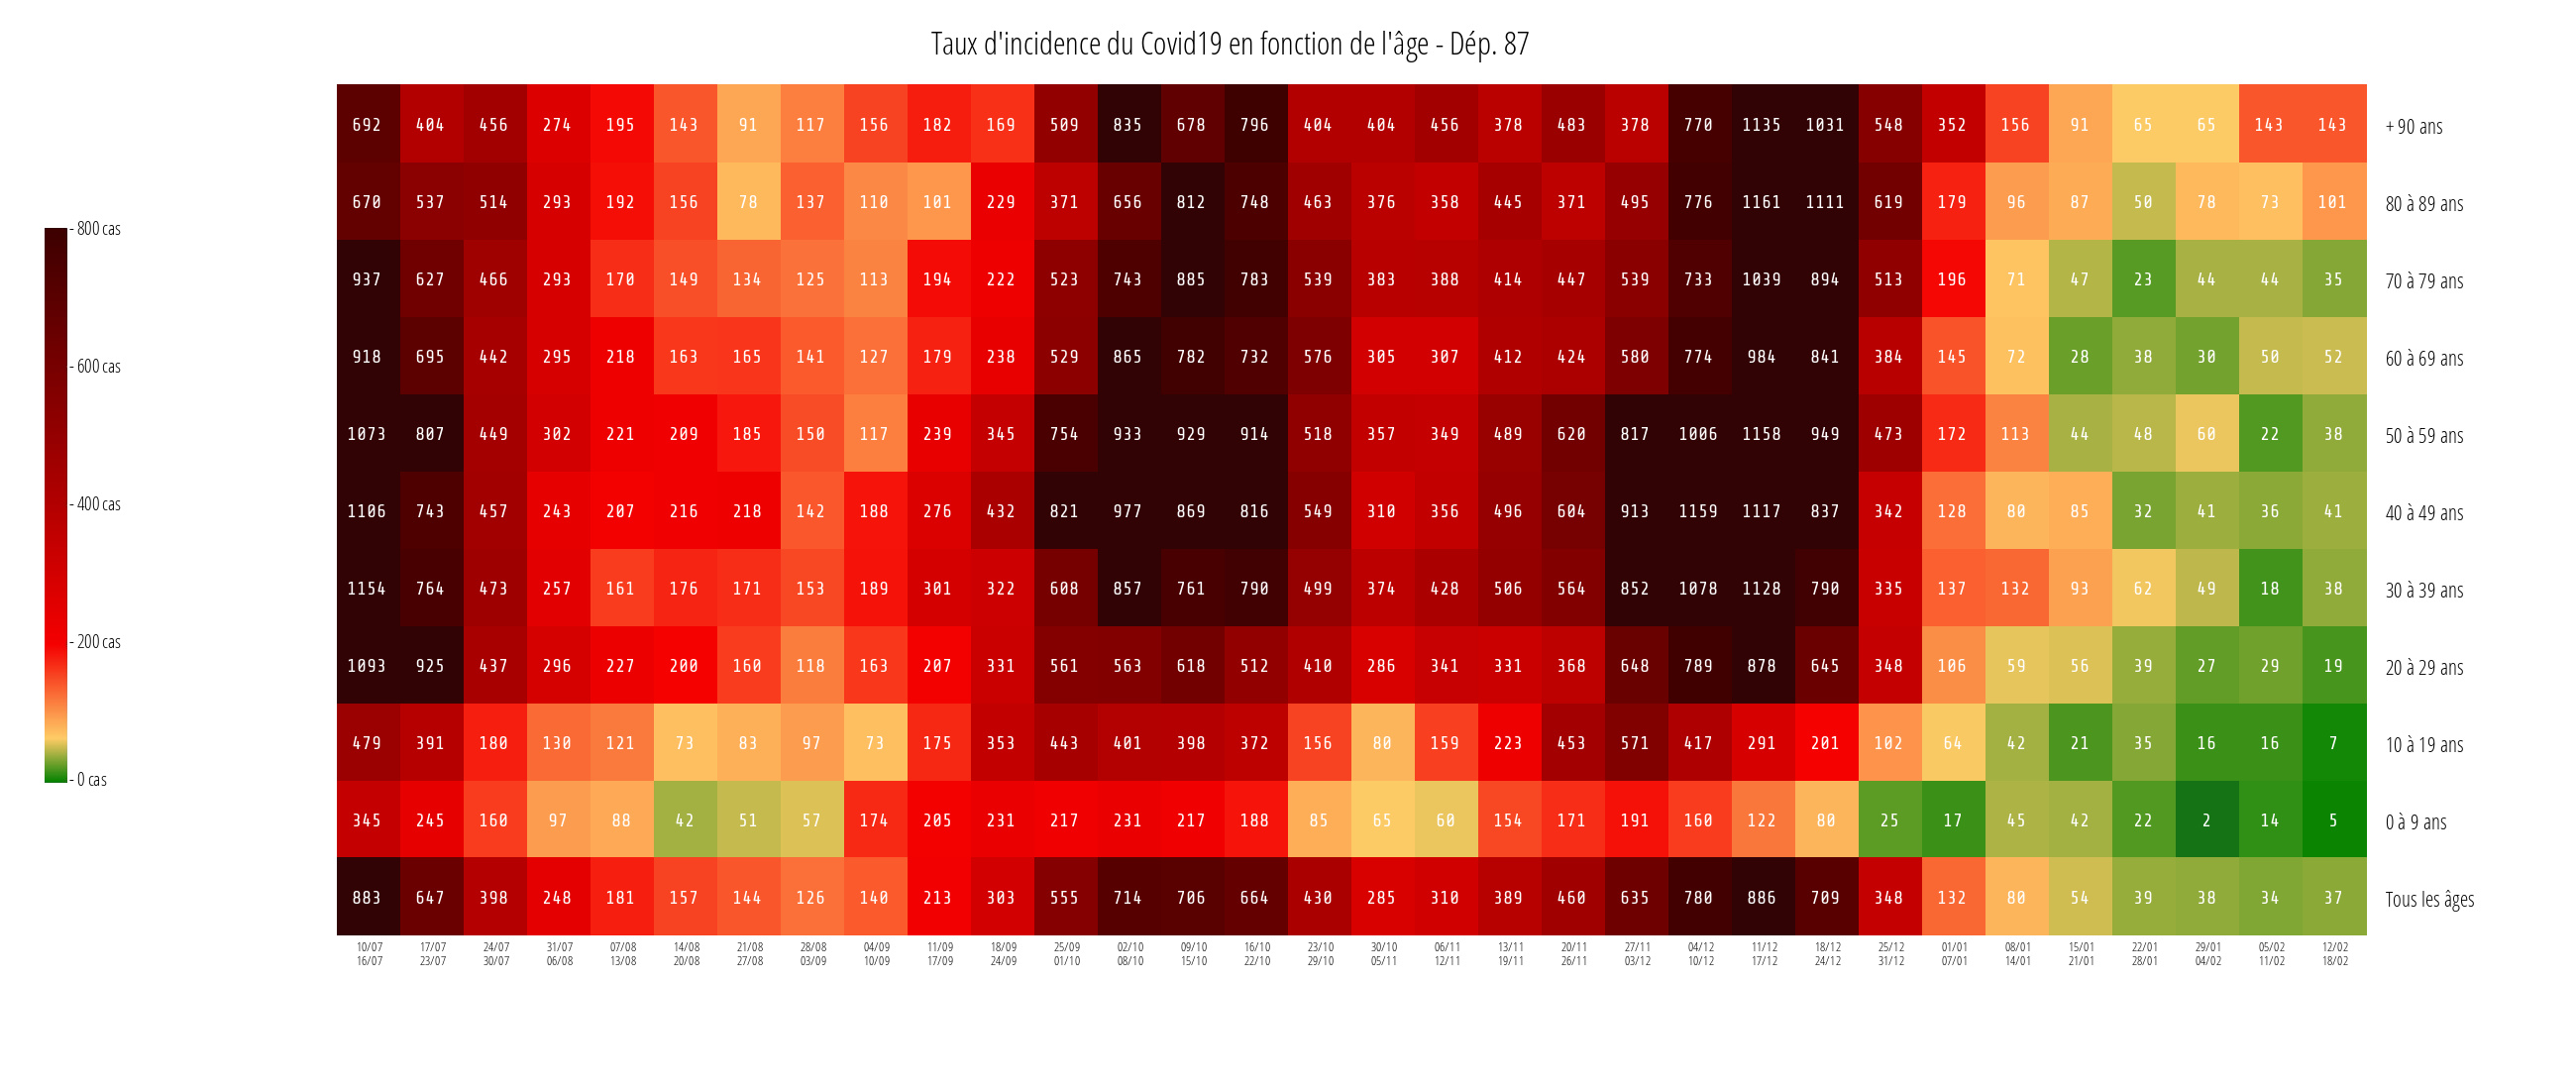 Taux d'incidence du Covid19 en fonction de l'âge - Dép. 87
- 800 cas
- 600 cas
- 400 cas
- 200 cas
- 0 cas
692 404 456 274 195 143 91 117 156 182 169 509 835 678 796 404 404 456 378 483 378 770 1135 1031 548 352 156 91 65 65 143 143 + 90 ans
670 537 514 293 192 156 78 137 110 101 229 371 656 812 748 463 376 358 445 371 495 776 1161 1111 619 179 96 87 50 78 73 101 80 à 89 ans
937 627 466 293 170 149 134 125 113 194 222 523 743 885 783 539 383 388 414 447 539 733 1039 894 513 196 71 47 23 44 44 35 70 à 79 ans
918 695 442 295 218 163 165 141 127 179 238 529 865 782 732 576 305 307 412 424 580 774 984 841 384 145 72 28 38 30 50 52 60 à 69 ans
1073 807 449 302 221 209 185 150 117 239 345 754 933 929 914 518 357 349 489 620 817 1006 1158 949 473 172 113 44 48 60 22 38 50 à 59 ans
1106 743 457 243 207 216 218 142 188 276 432 821 977 869 816 549 310 356 496 604 913 1159 1117 837 342 128 80 85 32 41 36 41 40 à 49 ans
1154 764 473 257 161 176 171 153 189 301 322 608 857 761 790 499 374 428 506 564 852 1078 1128 790 335 137 132 93 62 49 18 38 30 à 39 ans
1093 925 437 296 227 200 160 118 163 207 331 561 563 618 512 410 286 341 331 368 648 789 878 645 348 106 59 56 39 27 29 19 20 à 29 ans
479 391 180 130 121 73 83 97 73 175 353 443 401 398 372 156 80 159 223 453 571 417 291 201 102 64 42 21 35 16 16 7 10 à 19 ans
345 245 160 97 88 42 51 57 174 205 231 217 231 217 188 85 65 60 154 171 191 160 122 80 25 17 45 42 22 2 14 5 0 à 9 ans
883 647 398 248 181 157 144 126 140 213 303 555 714 706 664 430 285 310 389 460 635 780 886 709 348 132 80 54 39 38 34 37 Tous les âges
10/07 17/07 24/07 31/07 07/08 14/08 21/08 28/08 04/09 11/09 18/09 25/09 02/10 09/10 16/10 23/10 30/10 06/11 13/11 20/11 27/11 04/12 11/12 18/12 25/12 01/01 08/01 15/01 22/01 29/01 05/02 12/02
16/07 23/07 30/07 06/08 13/08 20/08 27/08 03/09 10/09 17/09 24/09 01/10 08/10 15/10 22/10 29/10 05/11 12/11 19/11 26/11 03/12 10/12 17/12 24/12 31/12 07/01 14/01 21/01 28/01 04/02 11/02 18/02